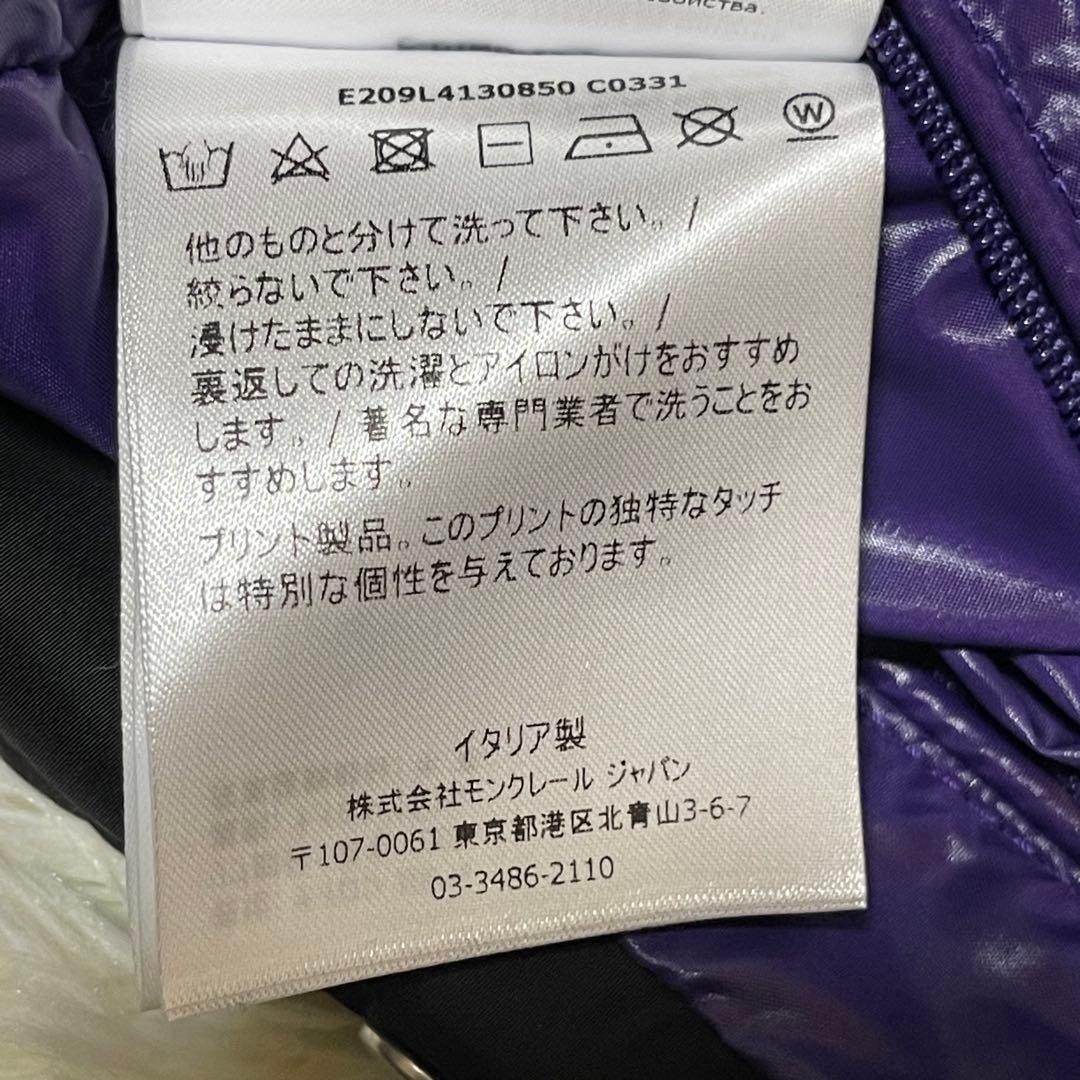 E209L4130850 C0331
W
他のものと分けて洗って下さい。/
絞らないで下さい。/
浸けたままにしないで下さい。/
裏返しての洗濯とアイロンがけをおすすめ
します。/ 著名な専門業者で洗うことをお
すすめします。
プリント製品。このプリントの独特なタッチ
は特別な個性を与えております。
イタリア製
株式会社モンクレール ジャパン
〒107-0061 東京都港区北青山3-6-7
03-3486-2110